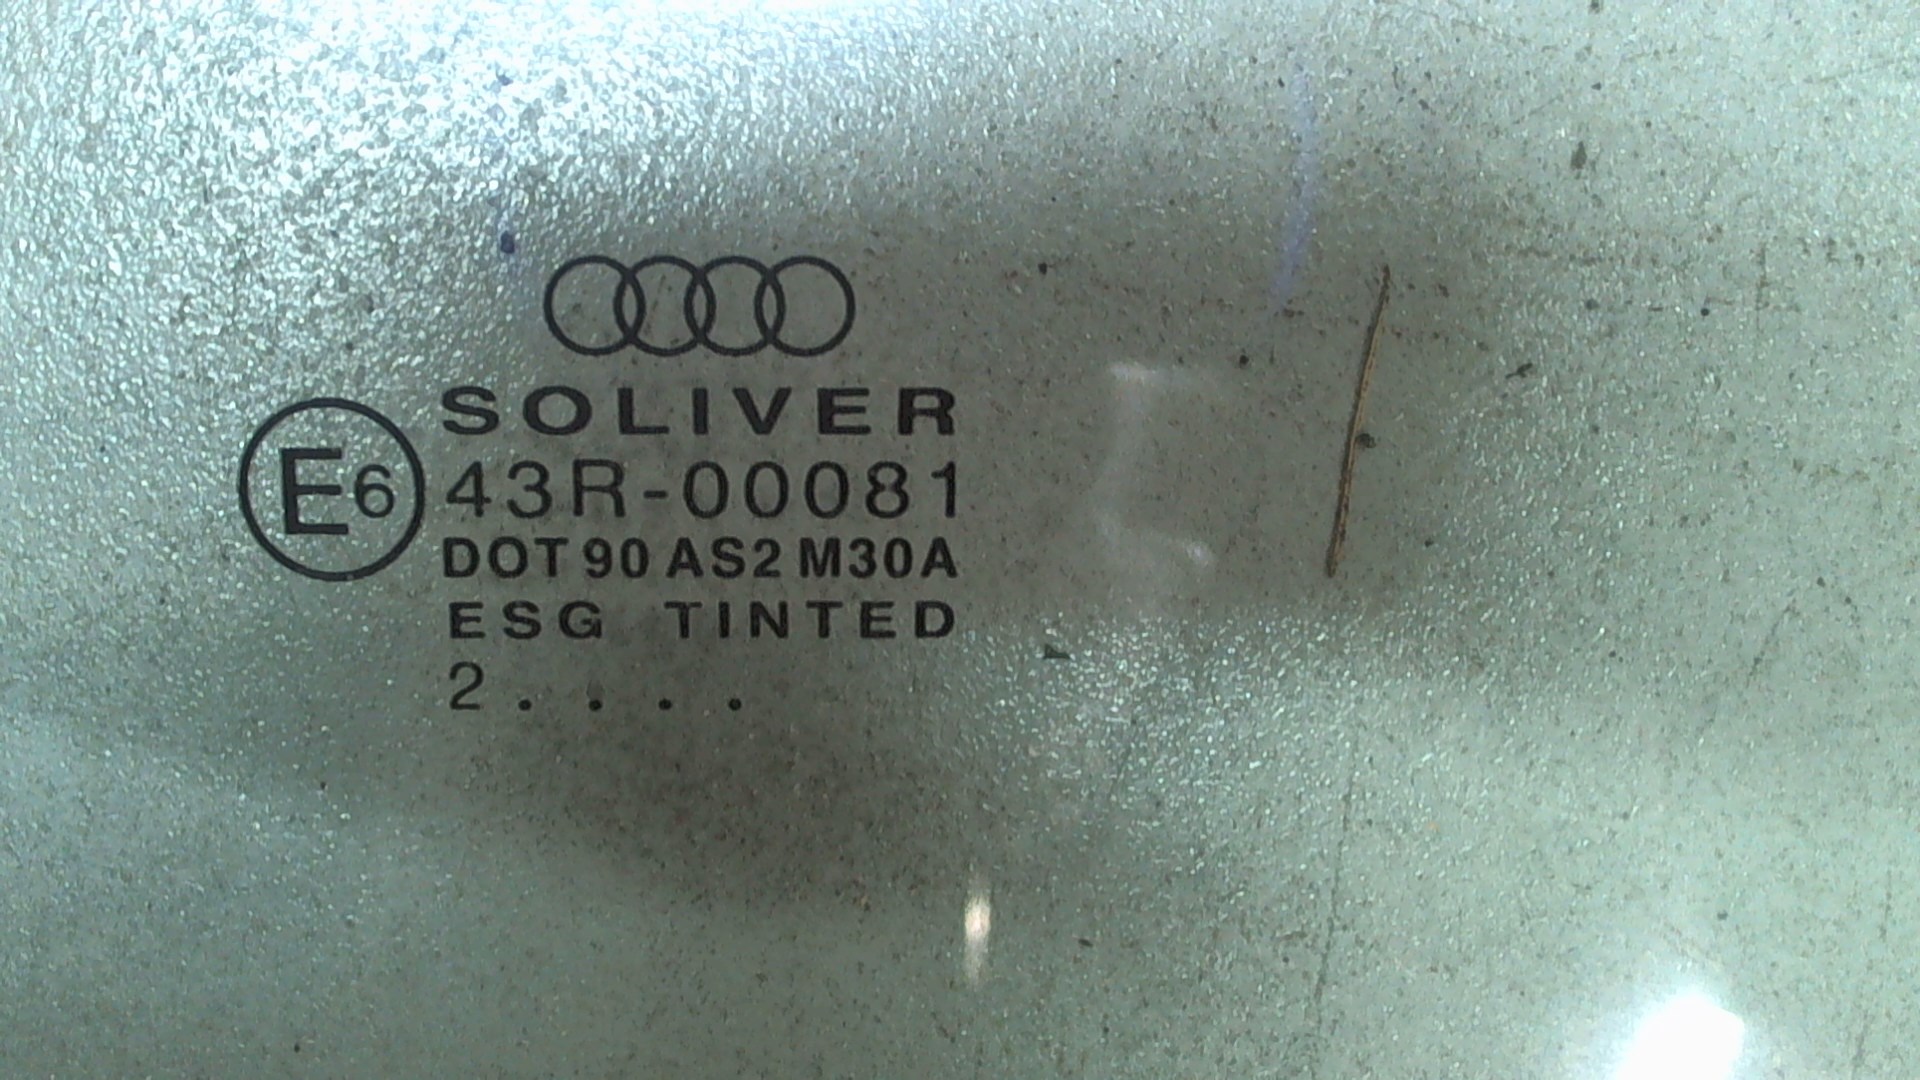 SOLIVER
E6 43R-00081
DOT 90 AS2 M30A
ESG TINTED
2 . . . .